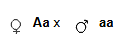 ♀ Aa x ♂ aa